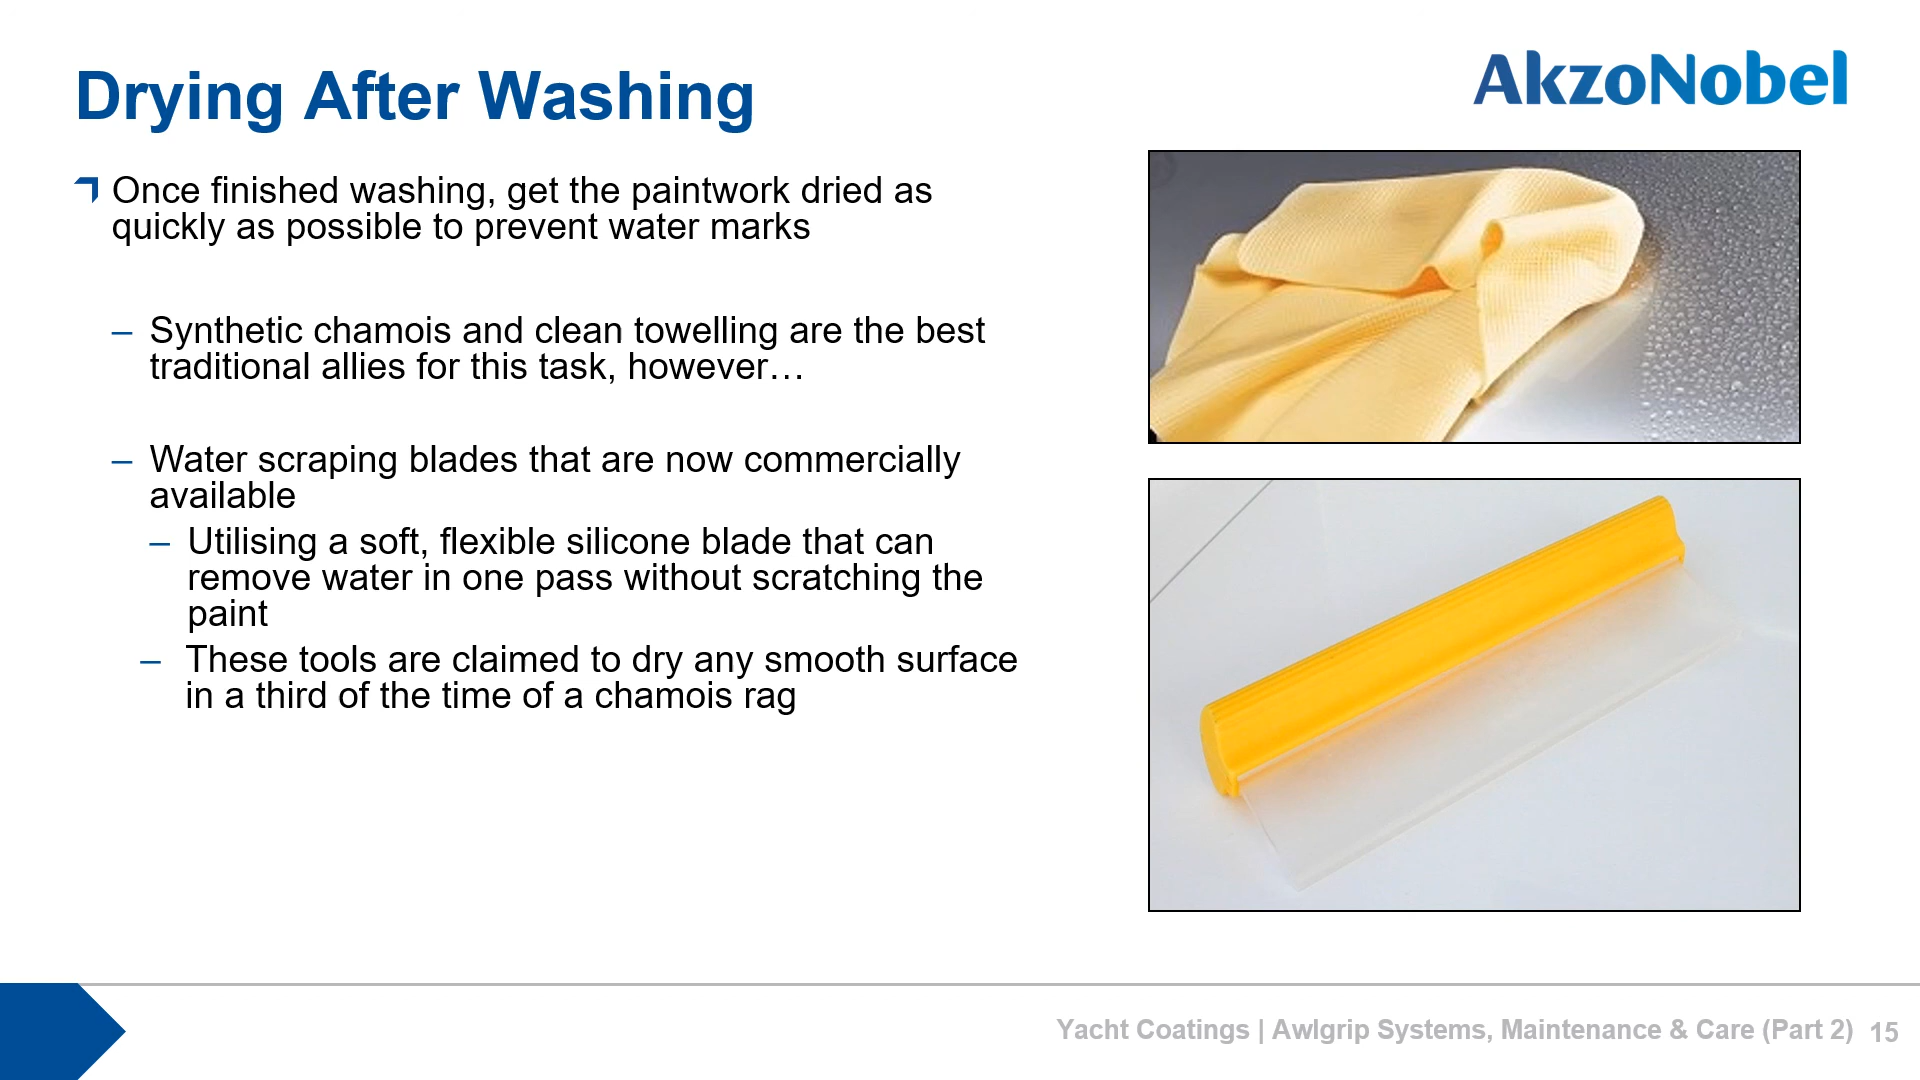 Drying After Washing
AkzoNobel
Once finished washing, get the paintwork dried as
quickly as possible to prevent water marks
– Synthetic chamois and clean towelling are the best
traditional allies for this task, however…
– Water scraping blades that are now commercially
available
– Utilising a soft, flexible silicone blade that can
remove water in one pass without scratching the
paint
– These tools are claimed to dry any smooth surface
in a third of the time of a chamois rag
Yacht Coatings | Awlgrip Systems, Maintenance & Care (Part 2) 15